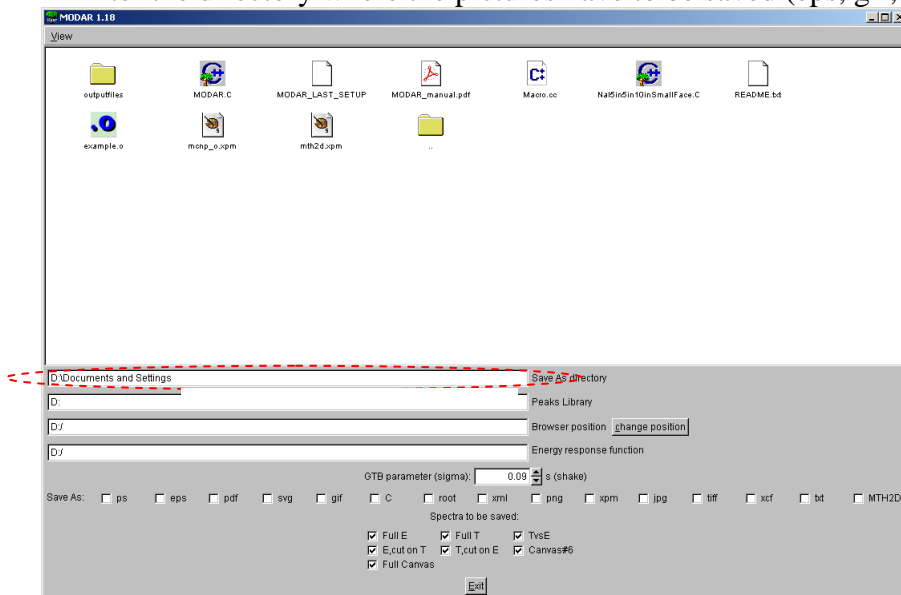 MODAR 1.18
View
outputfiles MODAR.C MODAR_LAST_SETUP MODAR_manual.pdf Macro.cc NaI5in5in10inSmallFace.C README.txt
example.o mcnp_o.xpm mth2d.xpm ..
D:\Documents and Settings Save As directory
D: Peaks Library
D:/ Browser position change position
D:/ Energy response function
GTB parameter (sigma): 0.09 s (shake)
Save As: ps eps pdf svg gif C root xml png xpm jpg tiff xcf txt MTH2D
Spectra to be saved:
Full E Full T TvsE
E,cut on T T,cut on E Canvas#6
Full Canvas
Exit